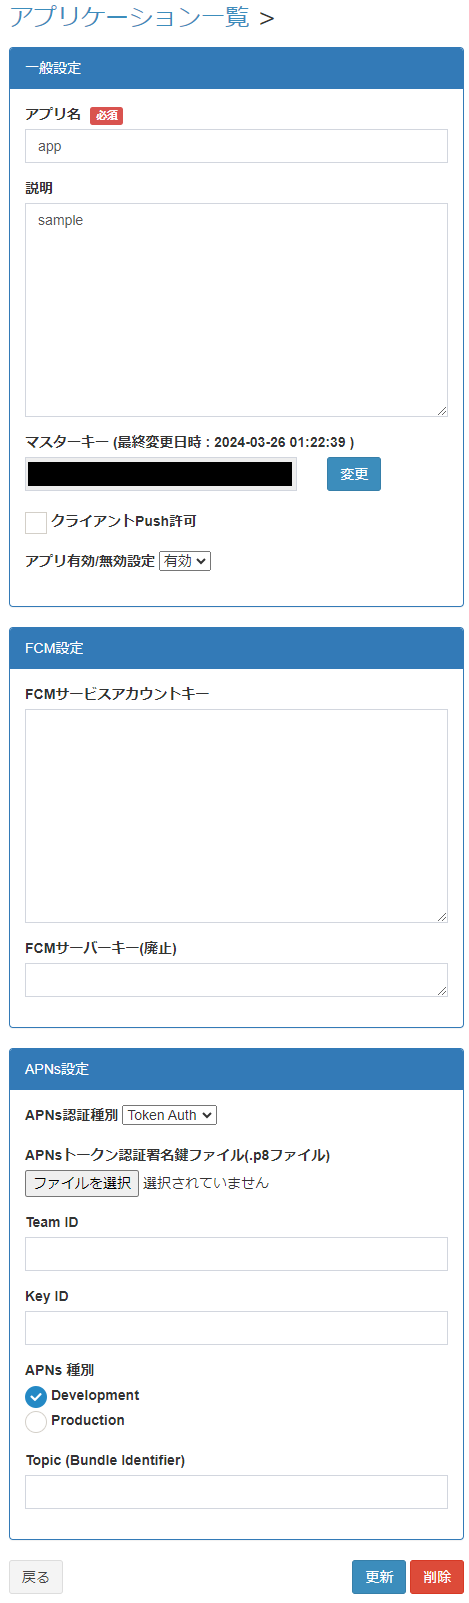 アプリケーション一覧 >
一般設定
アプリ名 必須
app
説明
sample
マスターキー (最終変更日時 : 2024-03-26 01:22:39 )
変更
クライアントPush許可
アプリ有効/無効設定 有効
FCM設定
FCMサービスアカウントキー
FCMサーバーキー(廃止)
APNs設定
APNs認証種別 Token Auth
APNsトークン認証署名鍵ファイル(.p8ファイル)
ファイルを選択 選択されていません
Team ID
Key ID
APNs 種別
Development
Production
Topic (Bundle Identifier)
戻る 更新 削除